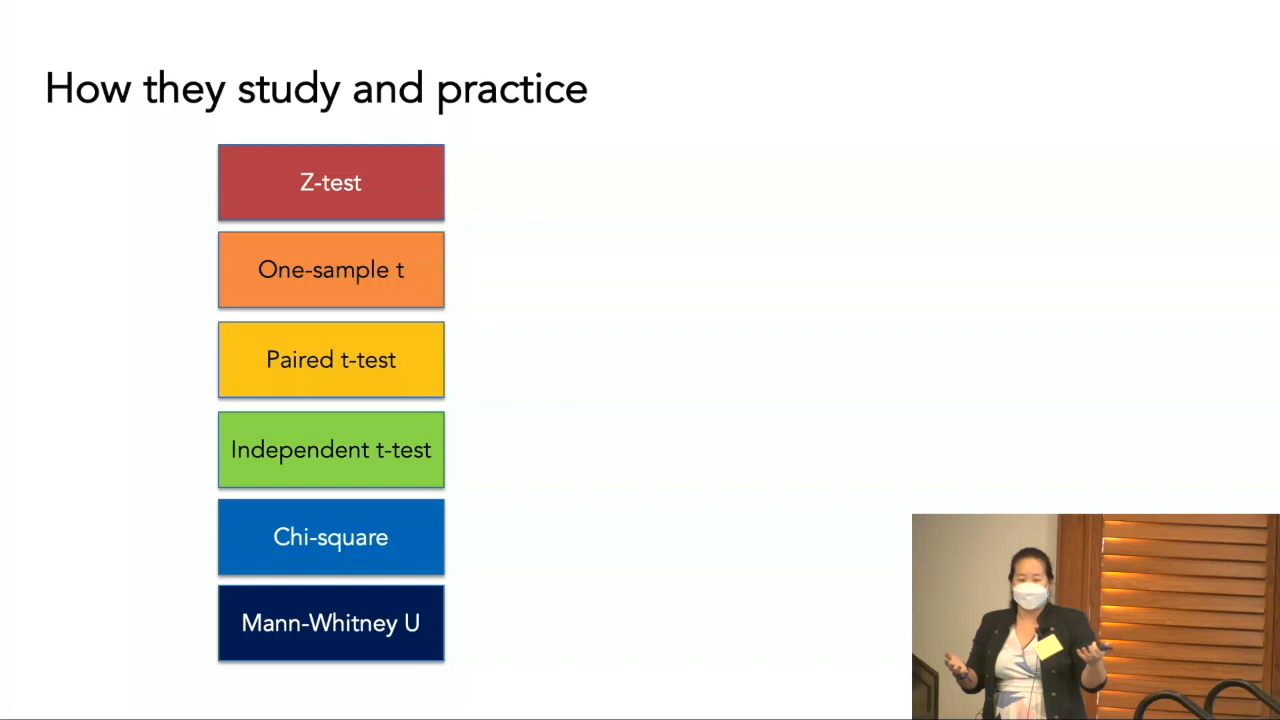 How they study and practice
Z-test
One-sample t
Paired t-test
Independent t-test
Chi-square
Mann-Whitney U